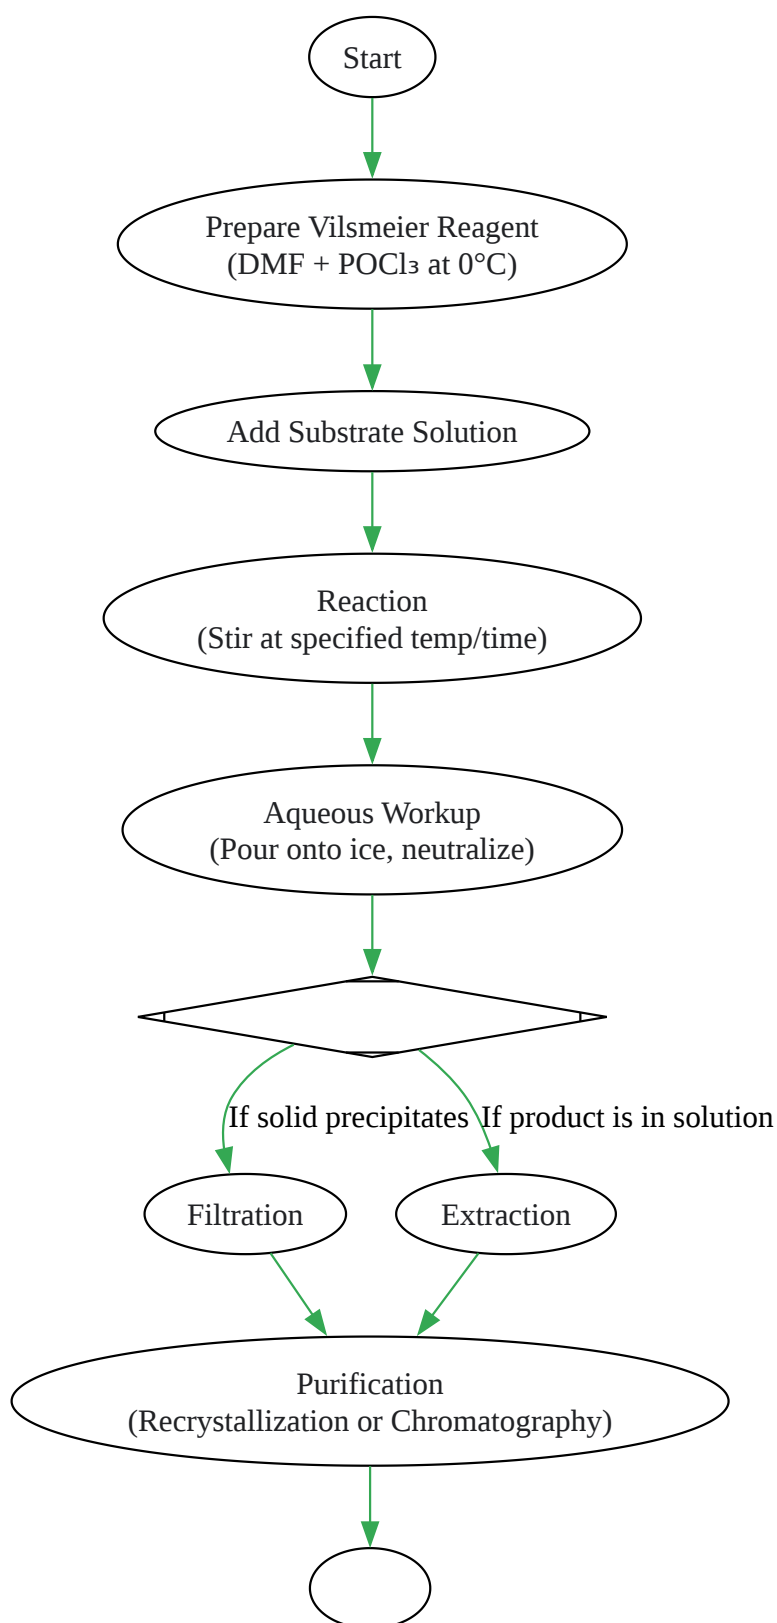 Start
Prepare Vilsmeier Reagent
(DMF + POCl₃ at 0°C)
Add Substrate Solution
Reaction
(Stir at specified temp/time)
Aqueous Workup
(Pour onto ice, neutralize)
If solid precipitates
If product is in solution
Filtration
Extraction
Purification
(Recrystallization or Chromatography)